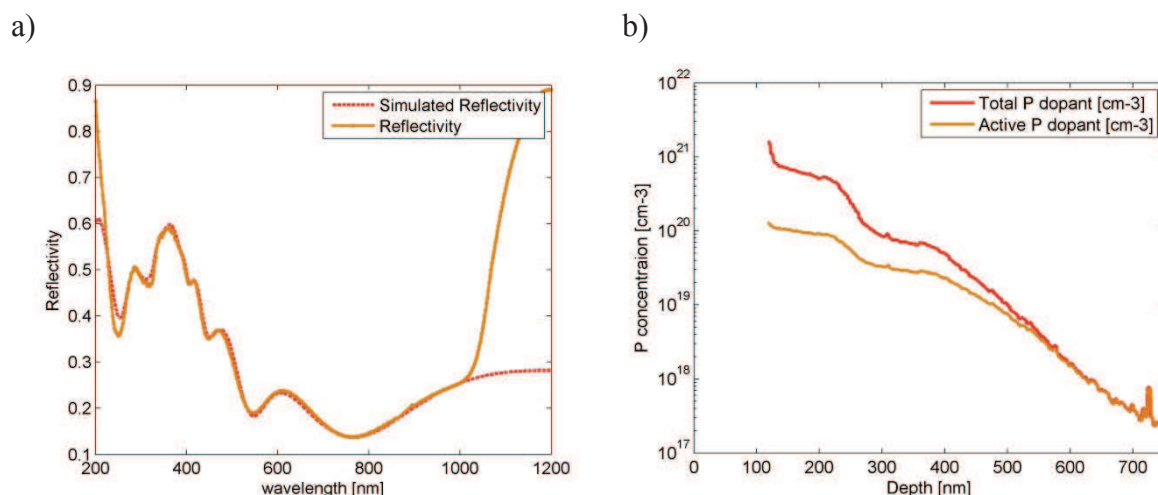 a)
b)
0.9
0.8
0.7
0.6
0.5
0.4
0.3
0.2
0.1
200
400
600
800
1000
1200
Reflectivity
wavelength [nm]
Simulated Reflectivity
Reflectivity
10^22
10^21
10^20
10^19
10^18
10^17
0
100
200
300
400
500
600
700
P concentraion [cm-3]
Depth [nm]
Total P dopant [cm-3]
Active P dopant [cm-3]